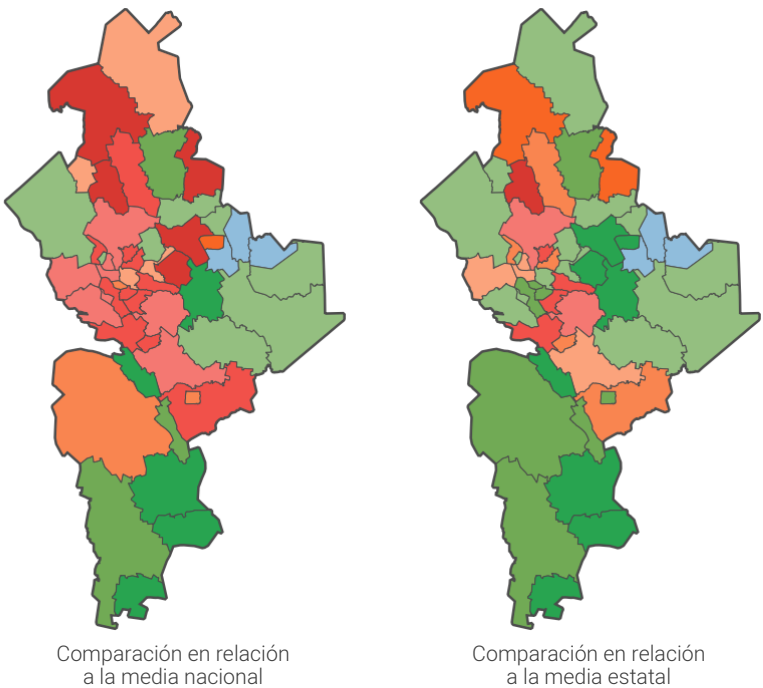 Comparación en relación
a la media nacional
Comparación en relación
a la media estatal